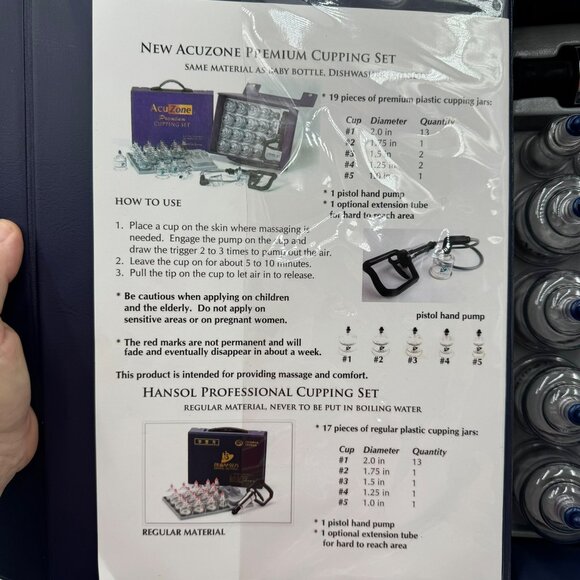 NEW ACUZONE PREMIUM CUPPING SET
SAME MATERIAL AS BABY BOTTLE, DISHWASHER
AcuZone
Premium
CUPPING SET
* 19 pieces of premium plastic cupping jars:
Cup Diameter Quantity
#1 2.0 in 13
#2 1.75 in 1
#3 1.5 in 2
#4 1.25 in 2
#5 1.0 in 1
* 1 pistol hand pump
* 1 optional extension tube
for hard to reach area
HOW TO USE
1. Place a cup on the skin where massaging is
needed. Engage the pump on the cup and
draw the trigger 2 to 3 times to pump out the air.
2. Leave the cup on for about 5 to 10 minutes.
3. Pull the tip on the cup to let air in to release.
* Be cautious when applying on children
and the elderly. Do not apply on
sensitive areas or on pregnant women.
* The red marks are not permanent and will
fade and eventually disappear in about a week.
This product is intended for providing massage and comfort.
pistol hand pump
#1 #2 #3 #4 #5
HANSOL PROFESSIONAL CUPPING SET
REGULAR MATERIAL, NEVER TO BE PUT IN BOILING WATER
* 17 pieces of regular plastic cupping jars:
Cup Diameter Quantity
#1 2.0 in 13
#2 1.75 in 1
#3 1.5 in 1
#4 1.25 in 1
#5 1.0 in 1
* 1 pistol hand pump
* 1 optional extension tube
for hard to reach area
REGULAR MATERIAL